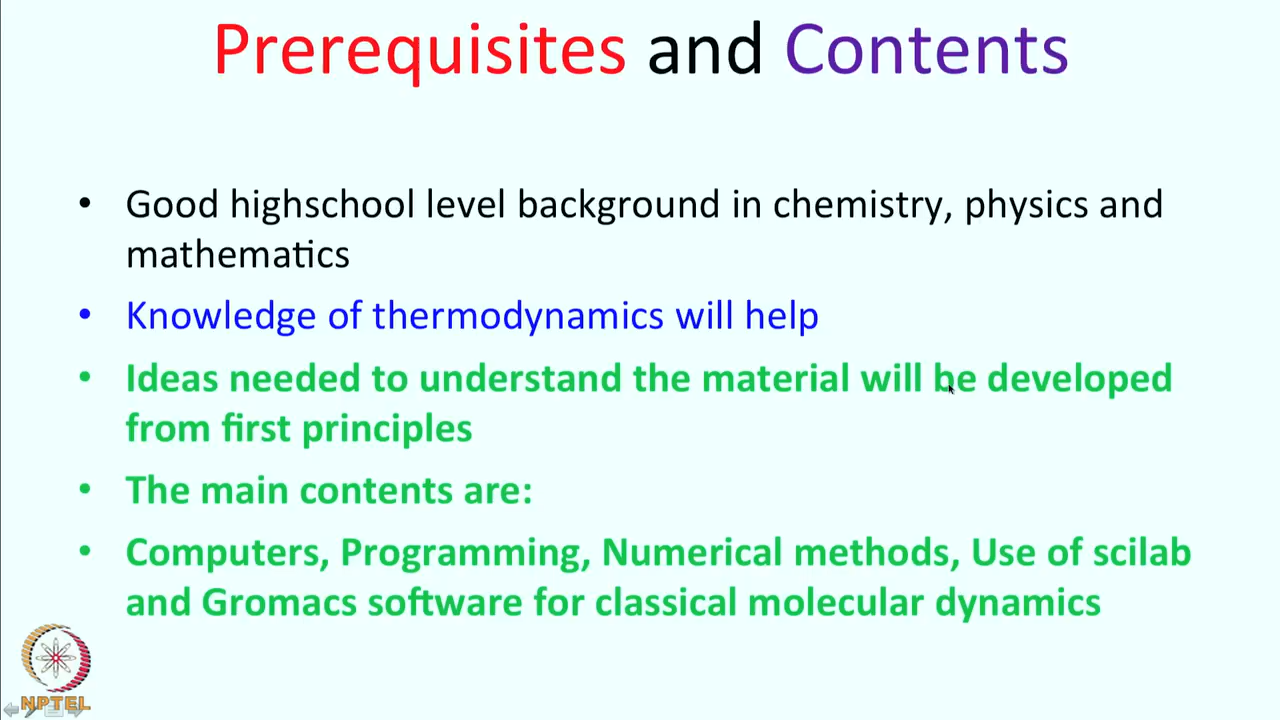 Prerequisites and Contents
• Good highschool level background in chemistry, physics and
mathematics
• Knowledge of thermodynamics will help
• Ideas needed to understand the material will be developed
from first principles
• The main contents are:
• Computers, Programming, Numerical methods, Use of scilab
and Gromacs software for classical molecular dynamics
NPTEL